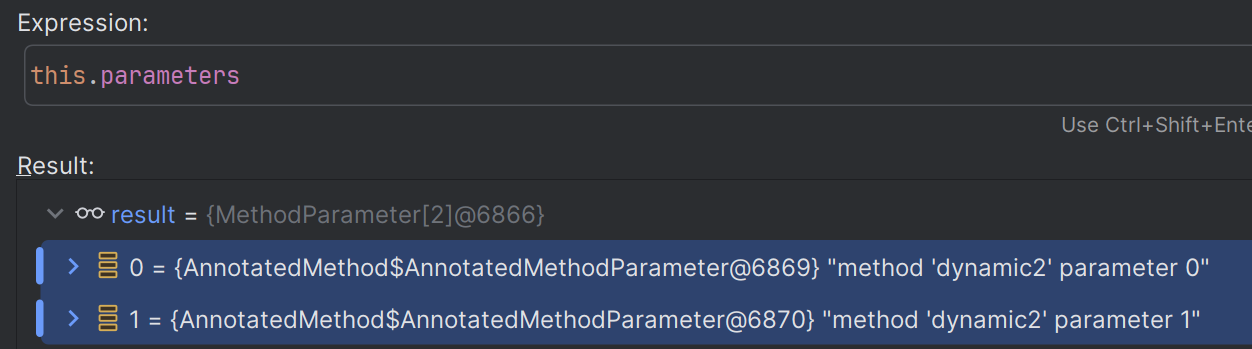 Expression:
this.parameters
Use Ctrl+Shift+Ente
Result:
result = {MethodParameter[2]@6866}
0 = {AnnotatedMethod$AnnotatedMethodParameter@6869} "method 'dynamic2' parameter 0"
1 = {AnnotatedMethod$AnnotatedMethodParameter@6870} "method 'dynamic2' parameter 1"